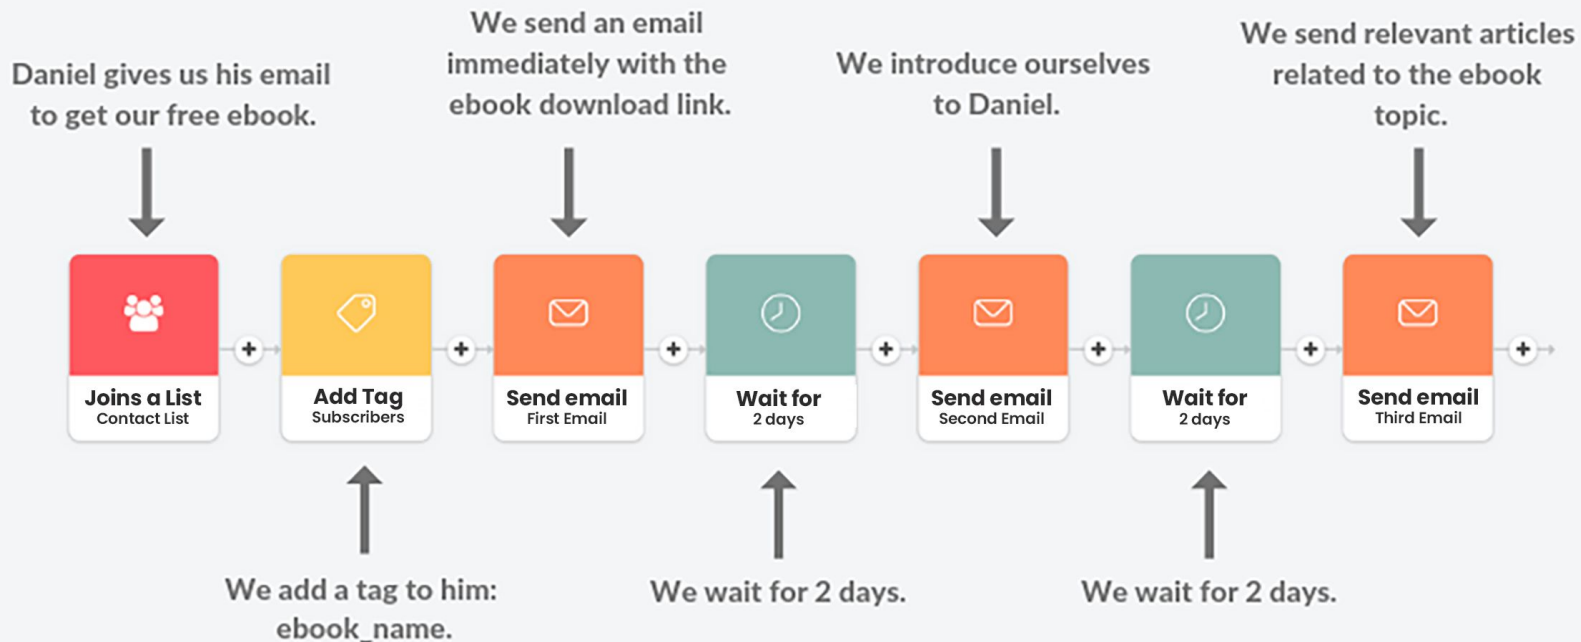 Daniel gives us his email
to get our free ebook.
We send an email
immediately with the
ebook download link.
We introduce ourselves
to Daniel.
We send relevant articles
related to the ebook
topic.
Joins a List
Contact List
Add Tag
Subscribers
Send email
First Email
Wait for
2 days
Send email
Second Email
Wait for
2 days
Send email
Third Email
We add a tag to him:
ebook_name.
We wait for 2 days.
We wait for 2 days.